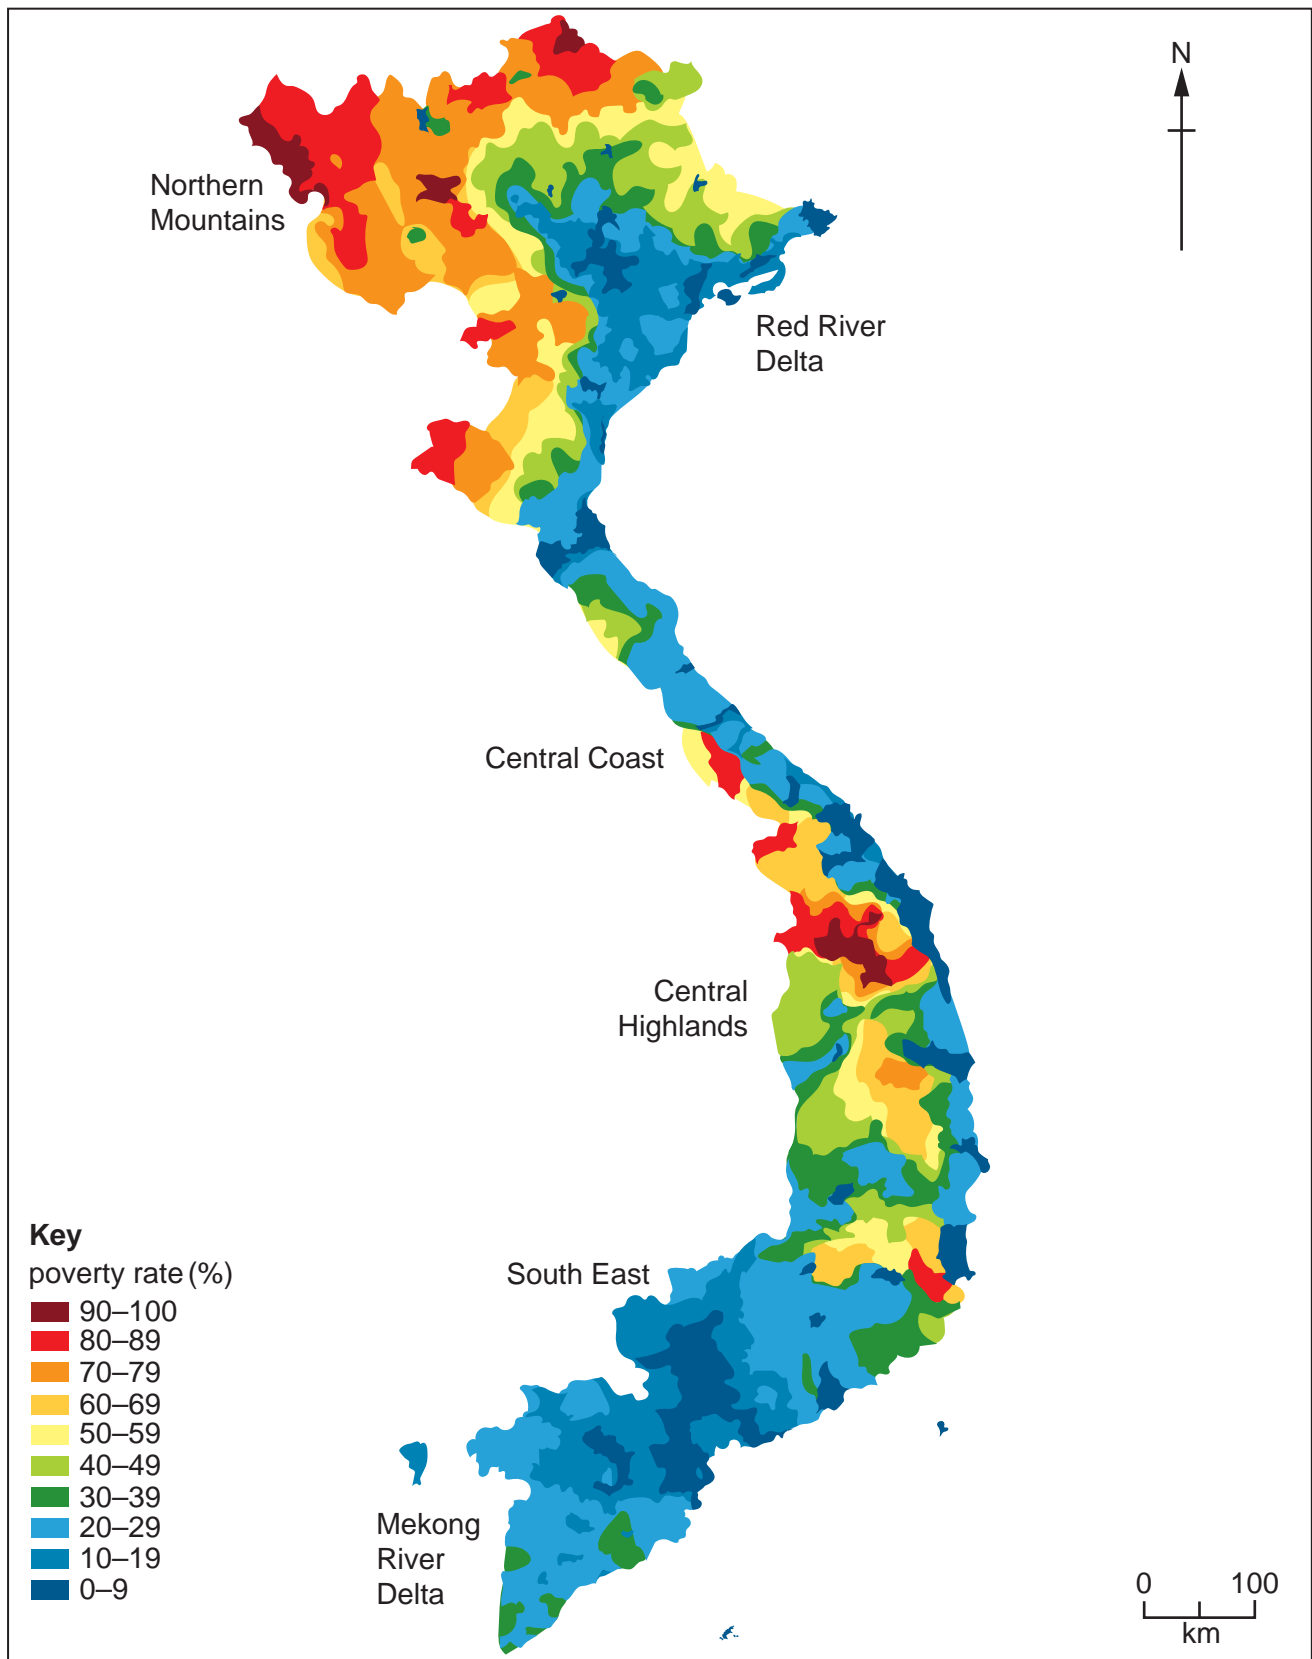 N
Northern
Mountains
Red River
Delta
Central Coast
Central
Highlands
South East
Mekong
River
Delta
Key
poverty rate (%)
90–100
80–89
70–79
60–69
50–59
40–49
30–39
20–29
10–19
0–9
0 100
km